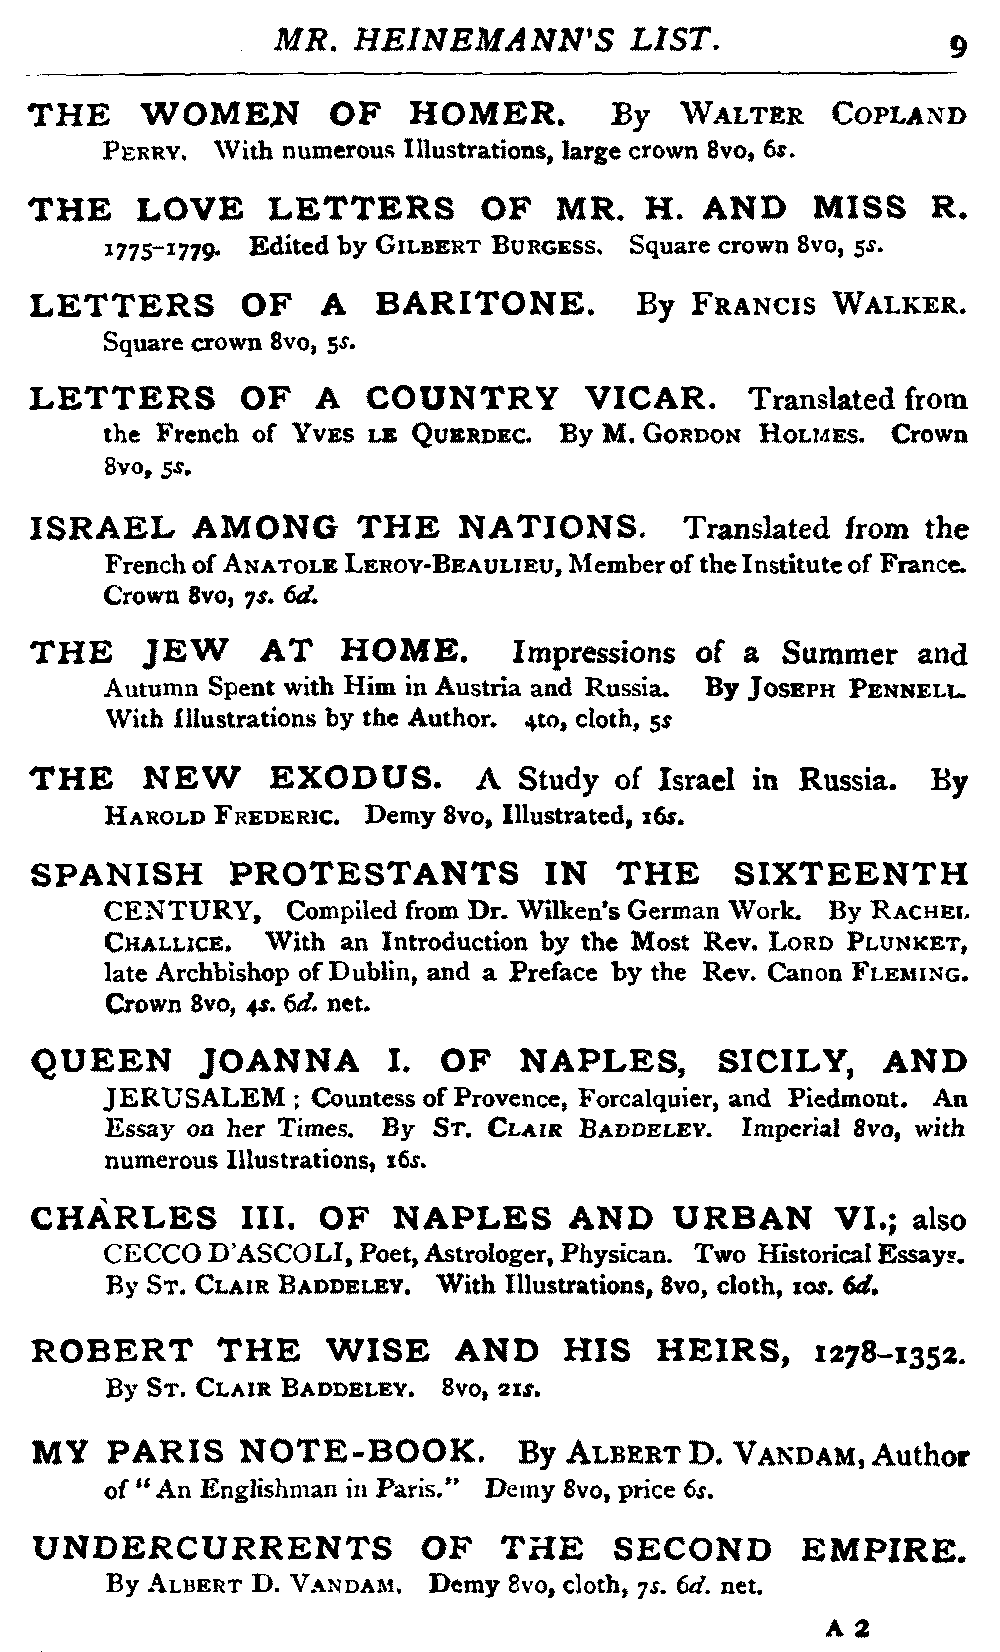 MR. HEINEMANN'S LIST. 9
THE WOMEN OF HOMER. By WALTER COPLAND
PERRY. With numerous Illustrations, large crown 8vo, 6s.
THE LOVE LETTERS OF MR. H. AND MISS R.
1775–1779. Edited by GILBERT BURGESS. Square crown 8vo, 5s.
LETTERS OF A BARITONE. By FRANCIS WALKER.
Square crown 8vo, 5s.
LETTERS OF A COUNTRY VICAR. Translated from
the French of YVES LE QUERDEC. By M. GORDON HOLMES. Crown
8vo, 5s.
ISRAEL AMONG THE NATIONS. Translated from the
French of ANATOLE LEROY-BEAULIEU, Member of the Institute of France.
Crown 8vo, 7s. 6d.
THE JEW AT HOME. Impressions of a Summer and
Autumn Spent with Him in Austria and Russia. By JOSEPH PENNELL.
With Illustrations by the Author. 4to, cloth, 5s
THE NEW EXODUS. A Study of Israel in Russia. By
HAROLD FREDERIC. Demy 8vo, Illustrated, 16s.
SPANISH PROTESTANTS IN THE SIXTEENTH
CENTURY, Compiled from Dr. Wilken's German Work. By RACHEL
CHALLICE. With an Introduction by the Most Rev. LORD PLUNKET,
late Archbishop of Dublin, and a Preface by the Rev. Canon FLEMING.
Crown 8vo, 4s. 6d. net.
QUEEN JOANNA I. OF NAPLES, SICILY, AND
JERUSALEM; Countess of Provence, Forcalquier, and Piedmont. An
Essay on her Times. By ST. CLAIR BADDELEY. Imperial 8vo, with
numerous Illustrations, 16s.
CHARLES III. OF NAPLES AND URBAN VI.; also
CECCO D'ASCOLI, Poet, Astrologer, Physican. Two Historical Essays.
By ST. CLAIR BADDELEY. With Illustrations, 8vo, cloth, 10s. 6d.
ROBERT THE WISE AND HIS HEIRS, 1278–1352.
By ST. CLAIR BADDELEY. 8vo, 21s.
MY PARIS NOTE-BOOK. By ALBERT D. VANDAM, Author
of "An Englishman in Paris." Demy 8vo, price 6s.
UNDERCURRENTS OF THE SECOND EMPIRE.
By ALBERT D. VANDAM. Demy 8vo, cloth, 7s. 6d. net.
A 2